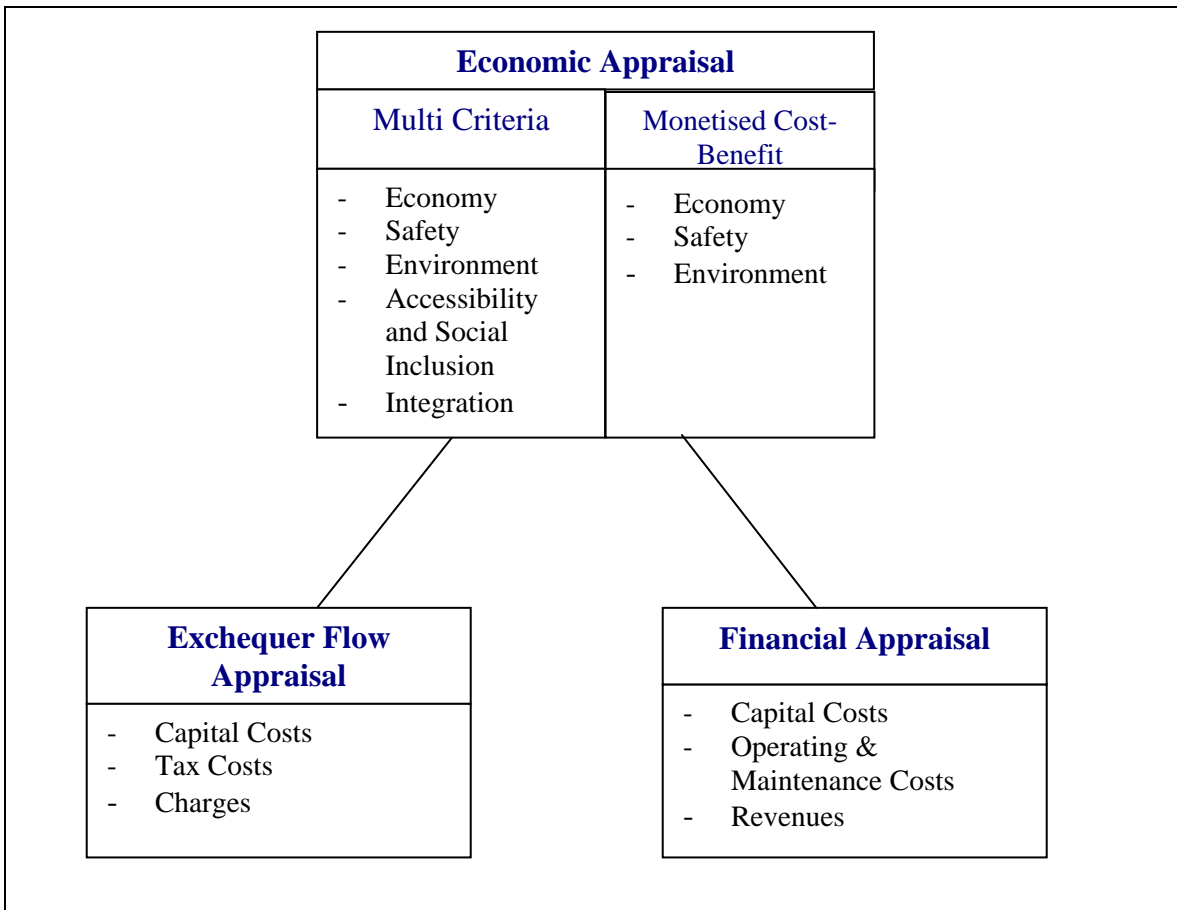 Economic Appraisal
Multi Criteria
- Economy
- Safety
- Environment
- Accessibility
and Social
Inclusion
- Integration
Monetised Cost-
Benefit
- Economy
- Safety
- Environment
Exchequer Flow
Appraisal
- Capital Costs
- Tax Costs
- Charges
Financial Appraisal
- Capital Costs
- Operating &
Maintenance Costs
- Revenues